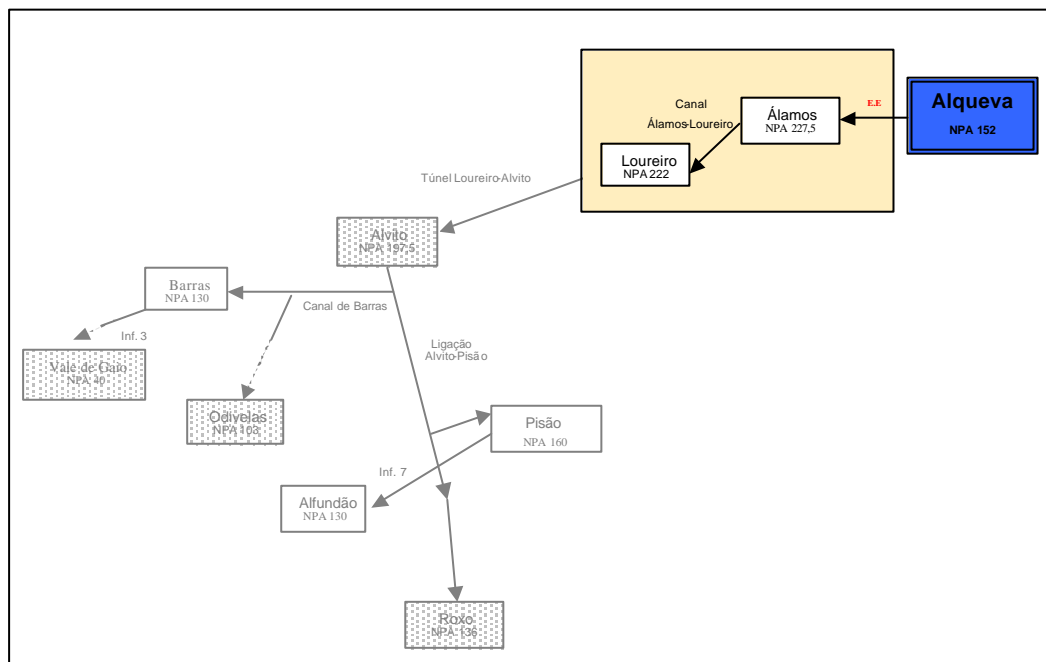 Alqueva
NPA 152
E.E
Álamos
NPA 227,5
Canal
Álamos-Loureiro
Loureiro
NPA 222
Túnel Loureiro-Alvito
Alvito
NPA 197,5
Barras
NPA 130
Canal de Barras
Inf. 3
Vale de Gaio
NPA 40
Odivelas
NPA 103
Ligação
Alvito-Pisão
Pisão
NPA 160
Inf. 7
Alfundão
NPA 130
Roxo
NPA 136